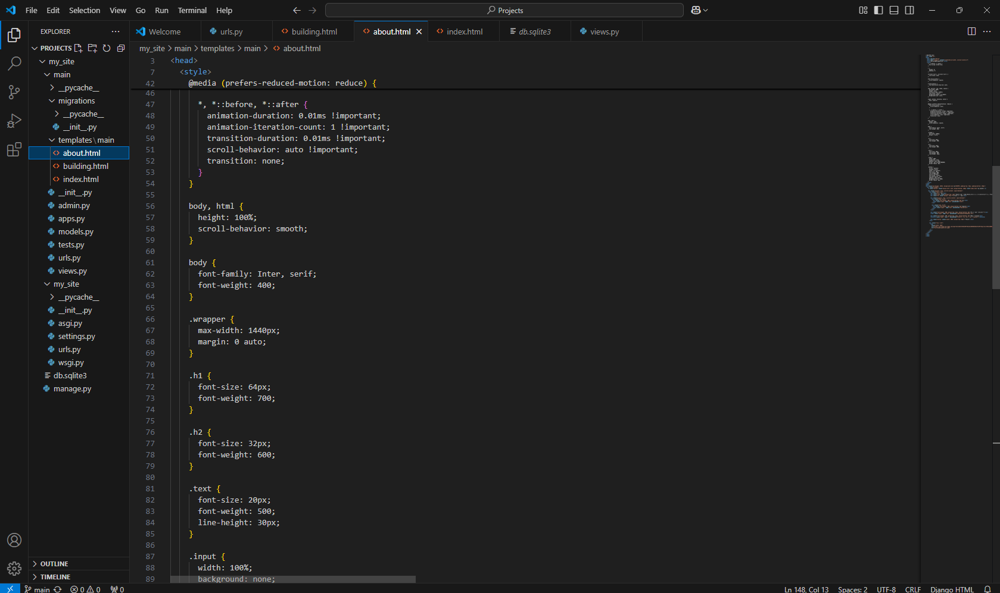 File Edit Selection View Go Run Terminal Help
Projects
EXPLORER
PROJECTS
my_site
main
__pycache__
migrations
__pycache__
__init__.py
templates\main
about.html
building.html
index.html
__init__.py
admin.py
apps.py
models.py
tests.py
urls.py
views.py
my_site
__pycache__
__init__.py
asgi.py
settings.py
urls.py
wsgi.py
db.sqlite3
manage.py
OUTLINE
TIMELINE
Welcome urls.py building.html about.html index.html db.sqlite3 views.py
my_site > main > templates > main > about.html
3 <head>
7 <style>
42 @media (prefers-reduced-motion: reduce) {
46
47 *, *::before, *::after {
48 animation-duration: 0.01ms !important;
49 animation-iteration-count: 1 !important;
50 transition-duration: 0.01ms !important;
51 scroll-behavior: auto !important;
52 transition: none;
53 }
54 }
55
56 body, html {
57 height: 100%;
58 scroll-behavior: smooth;
59 }
60
61 body {
62 font-family: Inter, serif;
63 font-weight: 400;
64 }
65
66 .wrapper {
67 max-width: 1440px;
68 margin: 0 auto;
69 }
70
71 .h1 {
72 font-size: 64px;
73 font-weight: 700;
74 }
75
76 .h2 {
77 font-size: 32px;
78 font-weight: 600;
79 }
80
81 .text {
82 font-size: 20px;
83 font-weight: 500;
84 line-height: 30px;
85 }
86
87 .input {
88 width: 100%;
89 background: none;
main 0 0 0 Ln 148, Col 13 Spaces: 2 UTF-8 CRLF Django HTML